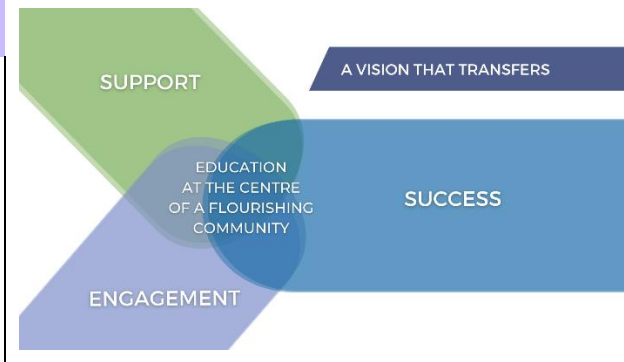 SUPPORT
A VISION THAT TRANSFERS
EDUCATION
AT THE CENTRE
OF A FLOURISHING
COMMUNITY
SUCCESS
ENGAGEMENT